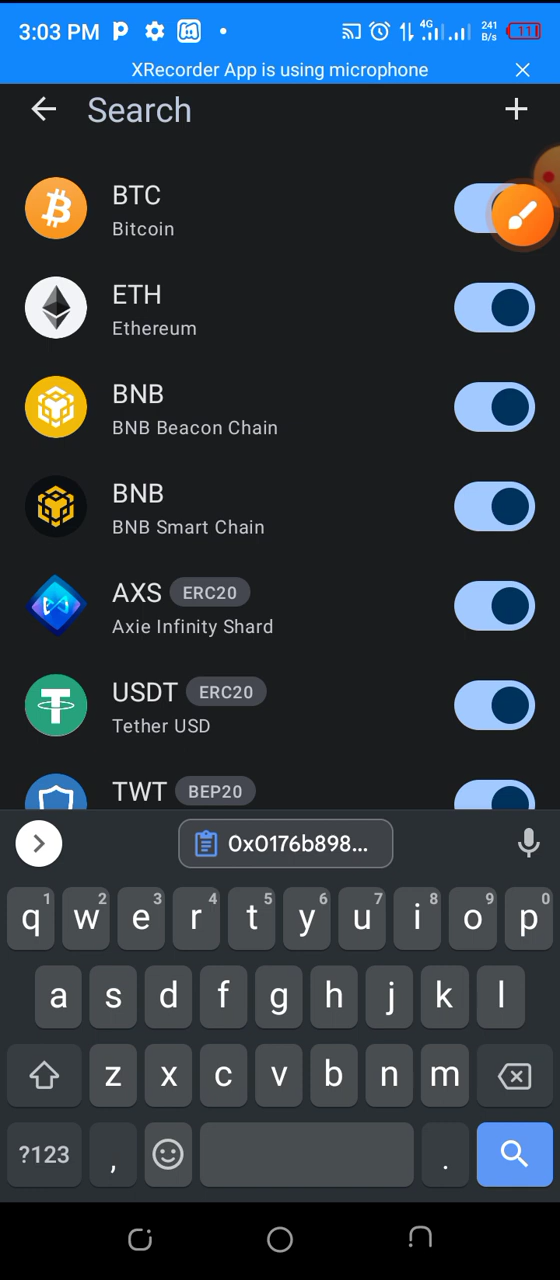 3:03 PM P 4G 241 B/s 11
XRecorder App is using microphone
Search
BTC
Bitcoin
ETH
Ethereum
BNB
BNB Beacon Chain
BNB
BNB Smart Chain
AXS ERC20
Axie Infinity Shard
USDT ERC20
Tether USD
TWT BEP20
0x0176b898...
1 2 3 4 5 6 7 8 9 0
q w e r t y u i o p
a s d f g h j k l
z x c v b n m
?123 , .